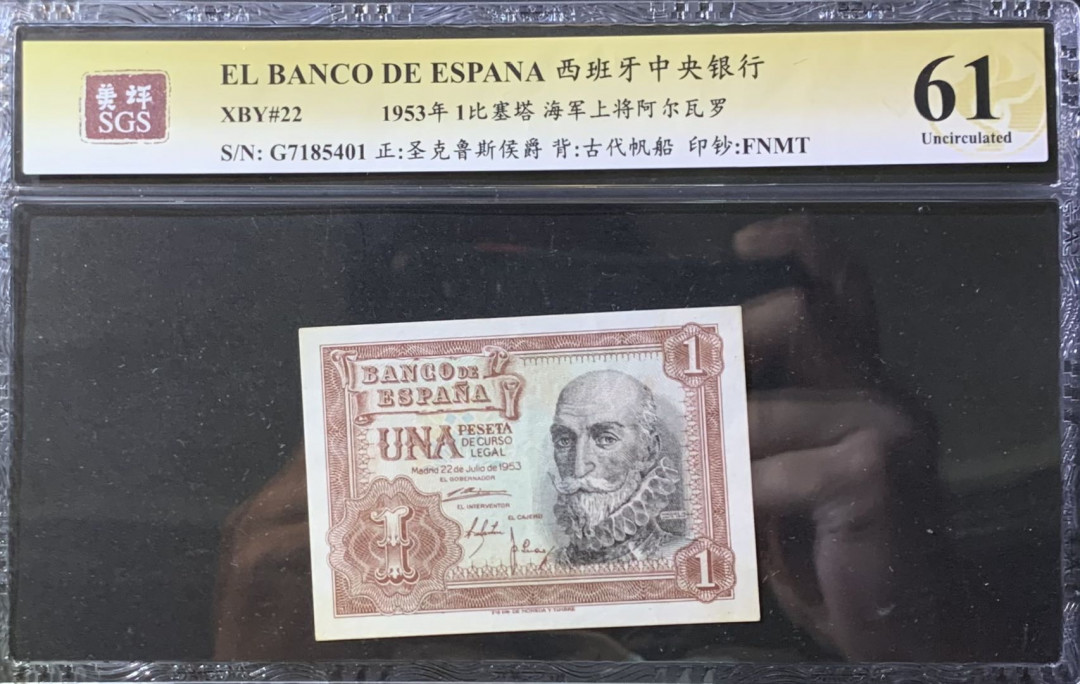 美评
SGS
EL BANCO DE ESPANA 西班牙中央银行
XBY#22 1953年 1比塞塔 海军上将阿尔瓦罗
S/N: G7185401 正:圣克鲁斯侯爵 背:古代帆船 印钞:FNMT
61
Uncirculated
BANCO DE
ESPAÑA
UNA PESETA
DE CURSO
LEGAL
Madrid 22 de Julio de 1953
EL GOBERNADOR
EL INTERVENTOR
EL CAJERO
1
1
1